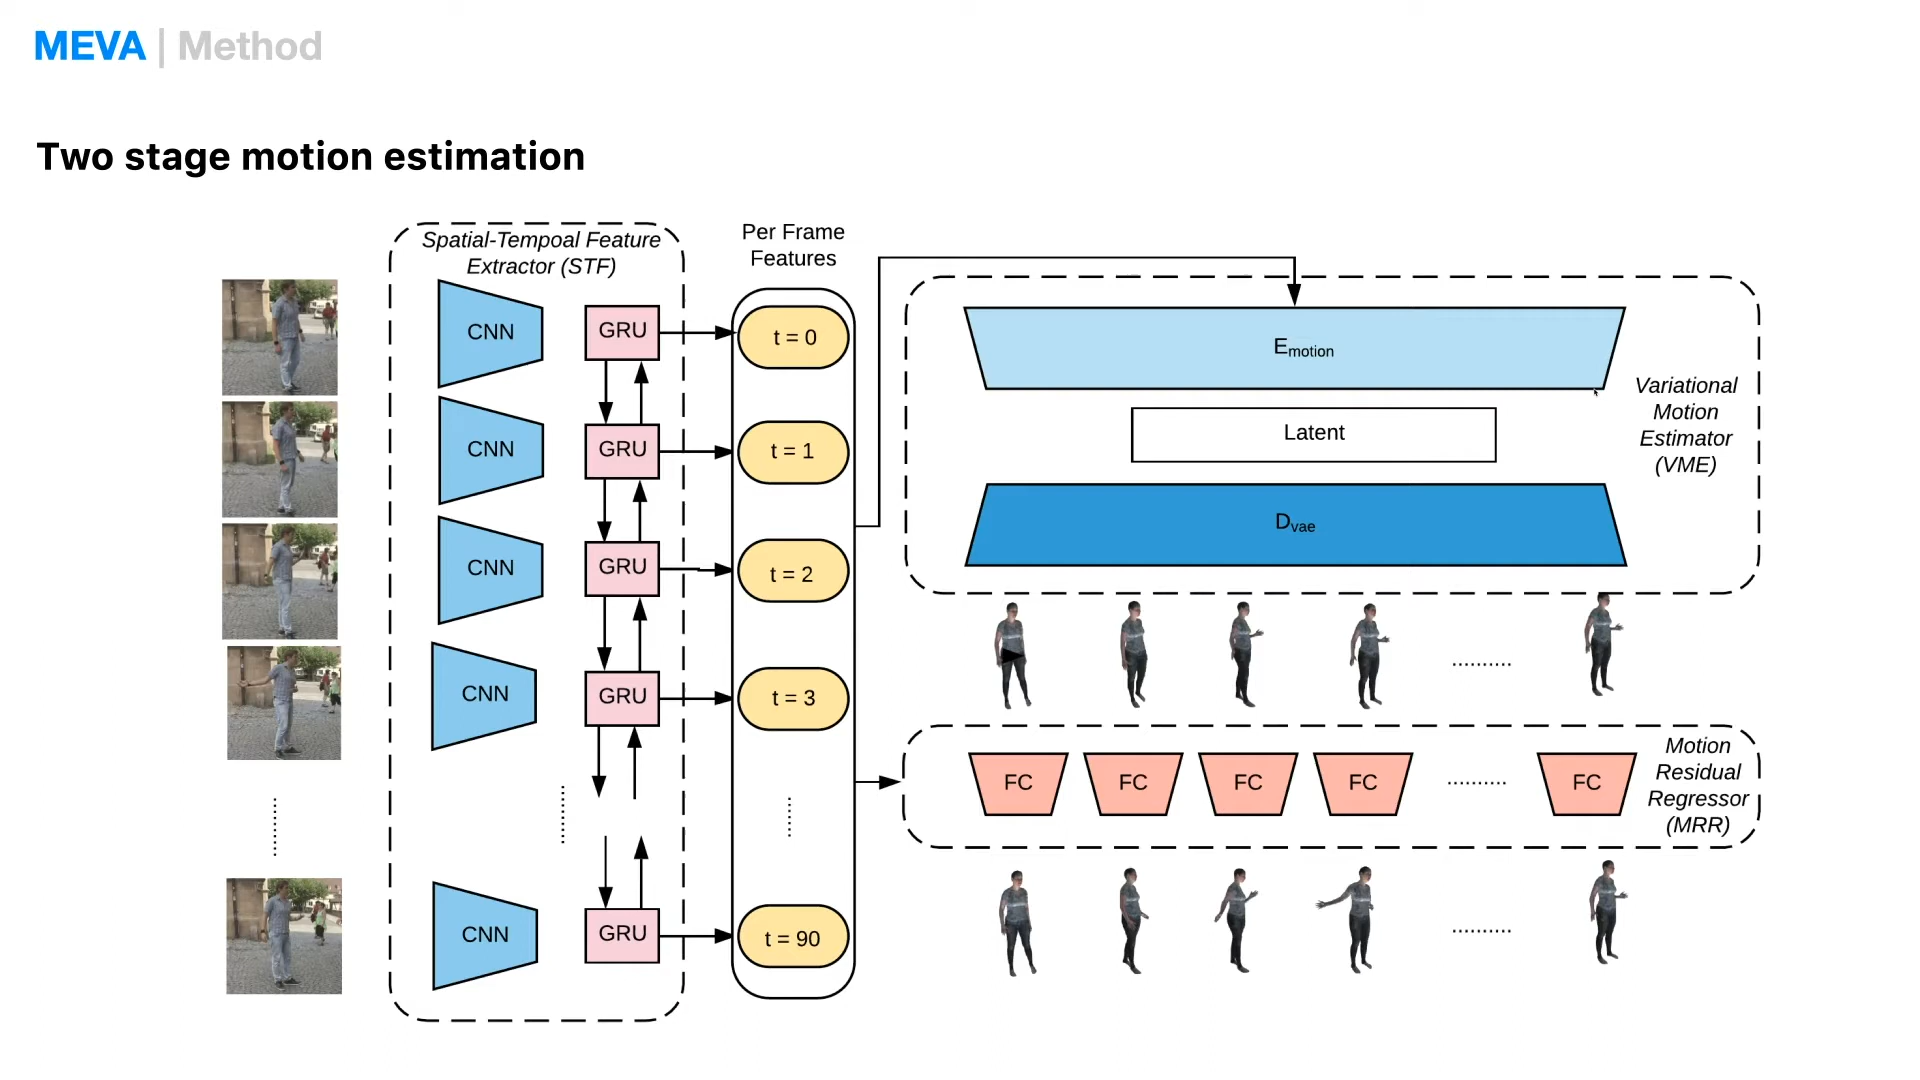 MEVA | Method
Two stage motion estimation
Spatial-Tempoal Feature
Extractor (STF)
Per Frame
Features
CNN
GRU
t = 0
CNN
GRU
t = 1
CNN
GRU
t = 2
CNN
GRU
t = 3
CNN
GRU
t = 90
Emotion
Latent
Dvae
Variational
Motion
Estimator
(VME)
FC
FC
FC
FC
FC
Motion
Residual
Regressor
(MRR)